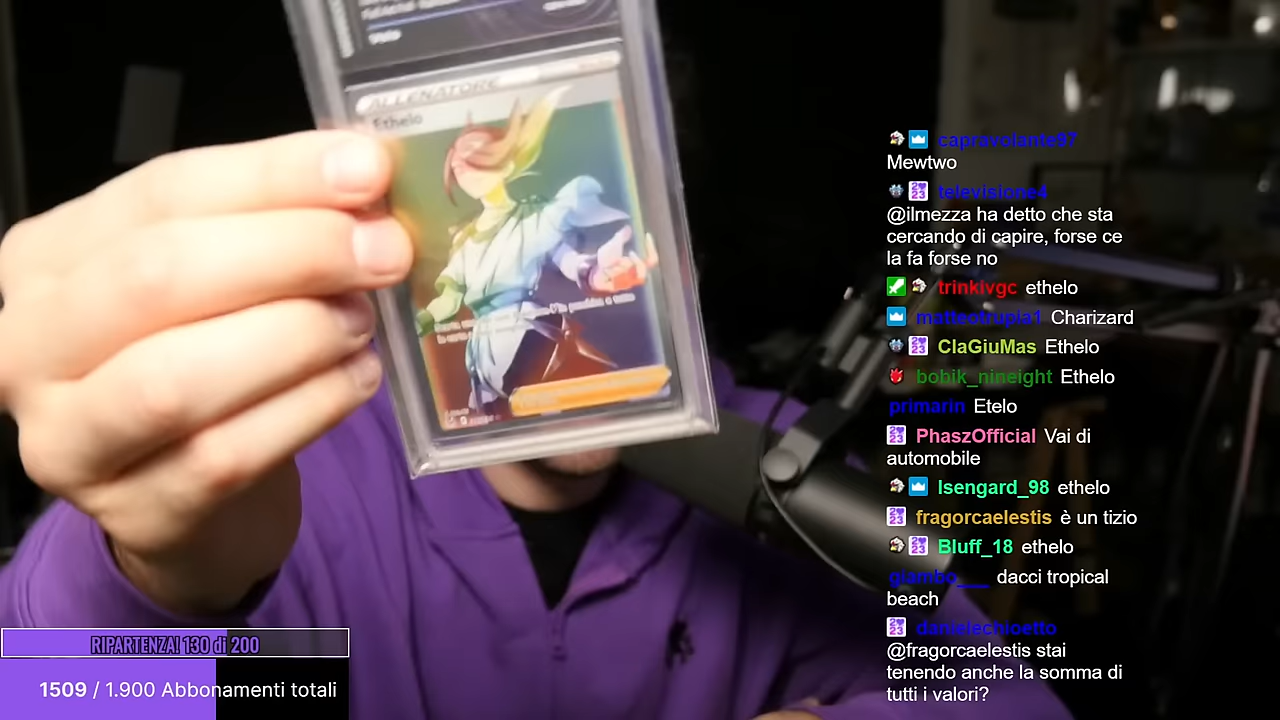 ALLENATORE
Ethelo
capravolante97
Mewtwo
televisione4
@ilmezza ha detto che sta
cercando di capire, forse ce
la fa forse no
trinkivgc ethelo
matteotrupia1 Charizard
ClaGiuMas Ethelo
bobik_nineight Ethelo
primarin Etelo
PhaszOfficial Vai di
automobile
Isengard_98 ethelo
fragorcaelestis è un tizio
Bluff_18 ethelo
giambo___ dacci tropical
beach
danielechioetto
@fragorcaelestis stai
tenendo anche la somma di
tutti i valori?
RIPARTENZA! 130 di 200
1509 / 1.900 Abbonamenti totali